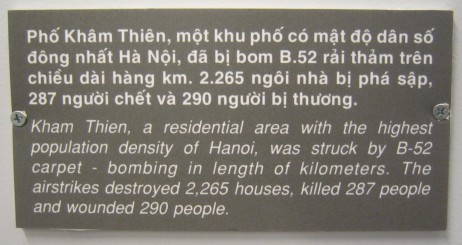 Phố Khâm Thiên, một khu phố có mật độ dân số
đông nhất Hà Nội, đã bị bom B.52 rải thảm trên
chiều dài hàng km. 2.265 ngôi nhà bị phá sập,
287 người chết và 290 người bị thương.
Kham Thien, a residential area with the highest
population density of Hanoi, was struck by B-52
carpet - bombing in length of kilometers. The
airstrikes destroyed 2,265 houses, killed 287 people
and wounded 290 people.